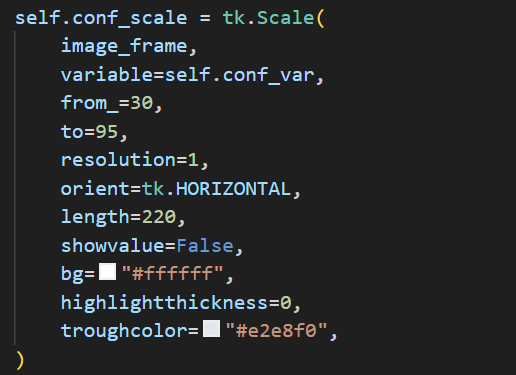 self.conf_scale = tk.Scale(
    image_frame,
    variable=self.conf_var,
    from_=30,
    to=95,
    resolution=1,
    orient=tk.HORIZONTAL,
    length=220,
    showvalue=False,
    bg="#ffffff",
    highlightthickness=0,
    troughcolor="#e2e8f0",
)